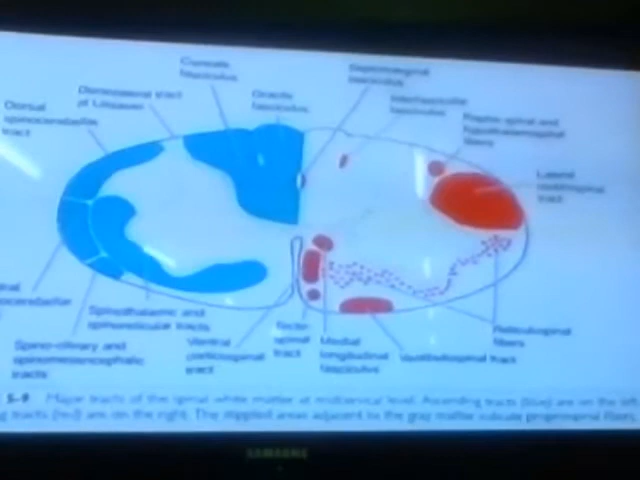 Cuneate
fasciculus
Septomarginal
fasciculus
Dorsolateral tract
of Lissauer
Gracile
fasciculus
Interfascicular
fasciculus
Dorsal
spinocerebellar
tract
Raphe-spinal and
hypothalamospinal
fibers
Lateral
corticospinal
tract
spinocerebellar
Spinothalamic and
spinoreticular tracts
Spino-olivary and
spinomesencephalic
tracts
Ventral
corticospinal
tract
Tecto-
spinal
tract
Medial
longitudinal
fasciculus
Vestibulospinal tract
Reticulospinal
fibers
5-9 Major tracts of the spinal white matter at midcervical level. Ascending tracts (blue) are on the left
tracts (red) are on the right. The stippled areas adjacent to the gray matter indicate propriospinal fibers.
SAMSUNG